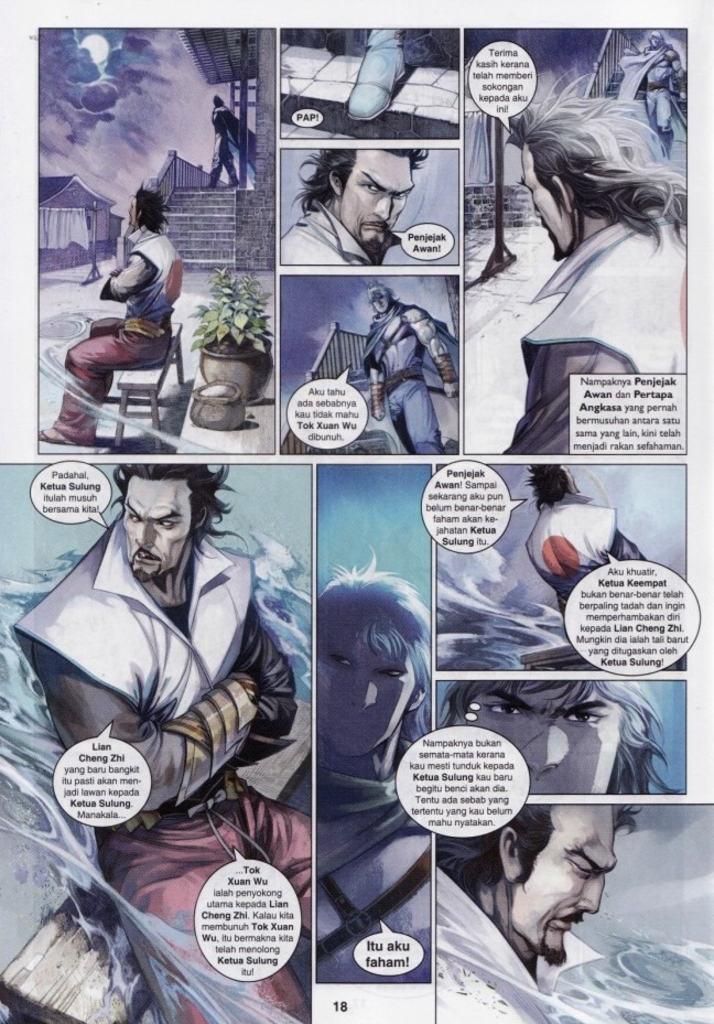 PAP!
Penjejak
Awan!
Aku tahu
ada sebabnya
kau tidak mahu
Tok Xuan Wu
dibunuh.
Terima
kasih kerana
telah memberi
sokongan
kepada aku
ini!
Nampaknya Penjejak
Awan dan Pertapa
Angkasa yang pernah
bermusuhan antara satu
sama yang lain, kini telah
menjadi rakan sefahaman.
Padahal,
Ketua Sulung
itulah musuh
bersama kita!
Lian
Cheng Zhi
yang baru bangkit
itu pasti akan men-
jadi lawan kepada
Ketua Sulung.
Manakala...
...Tok
Xuan Wu
ialah penyokong
utama kepada Lian
Cheng Zhi. Kalau kita
membunuh Tok Xuan
Wu, itu bermakna kita
telah menolong
Ketua Sulung
itu!
Itu aku
faham!
Penjejak
Awan! Sampai
sekarang aku pun
belum benar-benar
faham akan ke-
jahatan Ketua
Sulung itu.
Aku khuatir,
Ketua Keempat
bukan benar-benar telah
berpaling tadah dan ingin
memperhambakan diri
kepada Lian Cheng Zhi.
Mungkin dia ialah tali barut
yang ditugaskan oleh
Ketua Sulung!
Nampaknya bukan
semata-mata kerana
kau mesti tunduk kepada
Ketua Sulung kau baru
begitu benci akan dia.
Tentu ada sebab yang
tertentu yang kau belum
mahu nyatakan.
18